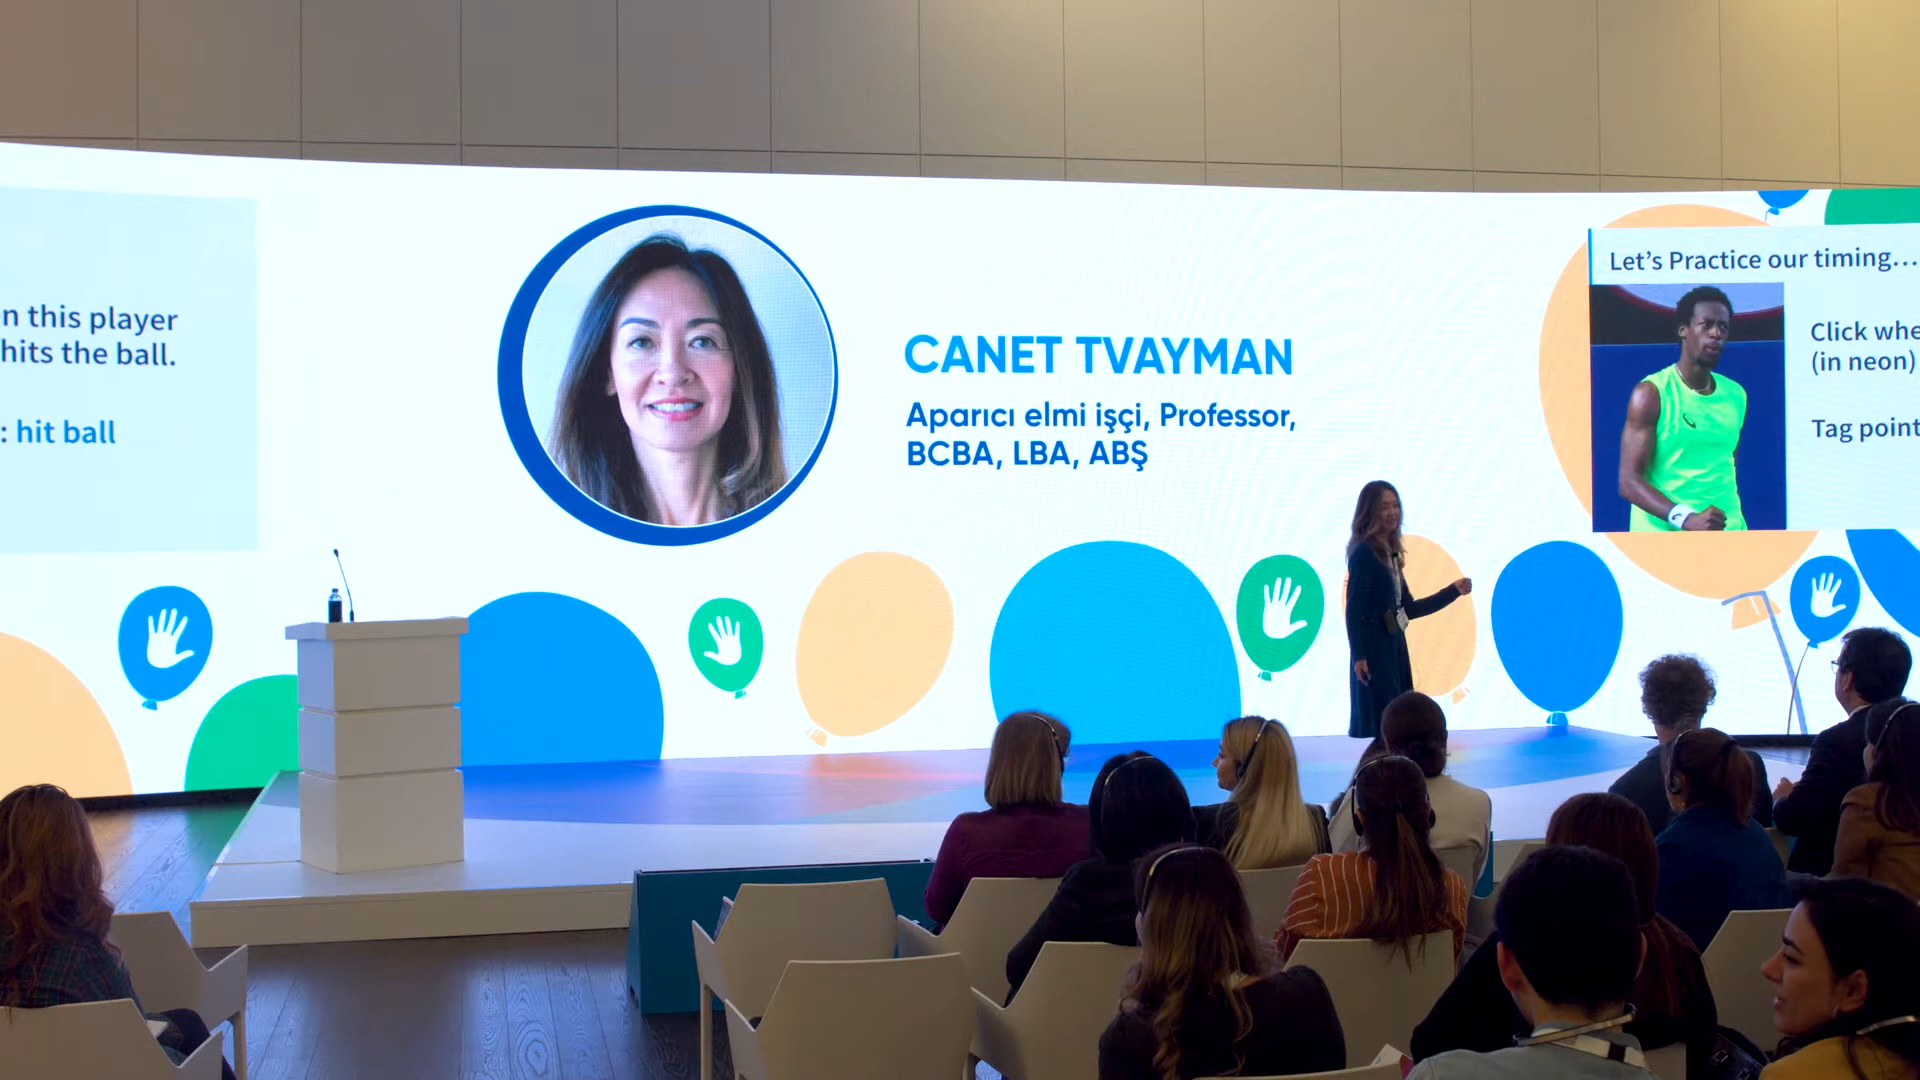 n this player
hits the ball.
: hit ball
CANET TVAYMAN
Aparıcı elmi işçi, Professor,
BCBA, LBA, ABŞ
Let's Practice our timing...
Click whe
(in neon)
Tag point